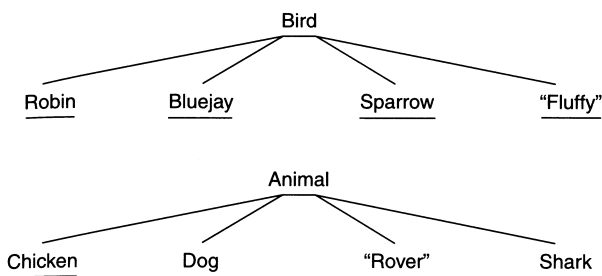 Bird
Robin Bluejay Sparrow “Fluffy”
Animal
Chicken Dog “Rover” Shark